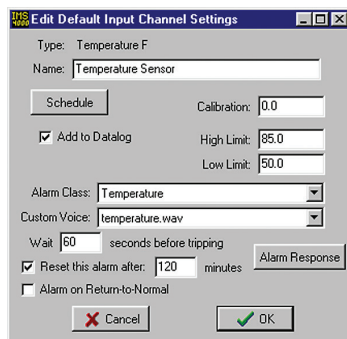 IMS 4000 Edit Default Input Channel Settings
Type: Temperature F
Name: Temperature Sensor
Schedule
Calibration: 0.0
Add to Datalog
High Limit: 85.0
Low Limit: 50.0
Alarm Class: Temperature
Custom Voice: temperature.wav
Wait 60 seconds before tripping
Alarm Response
Reset this alarm after: 120 minutes
Alarm on Return-to-Normal
Cancel OK